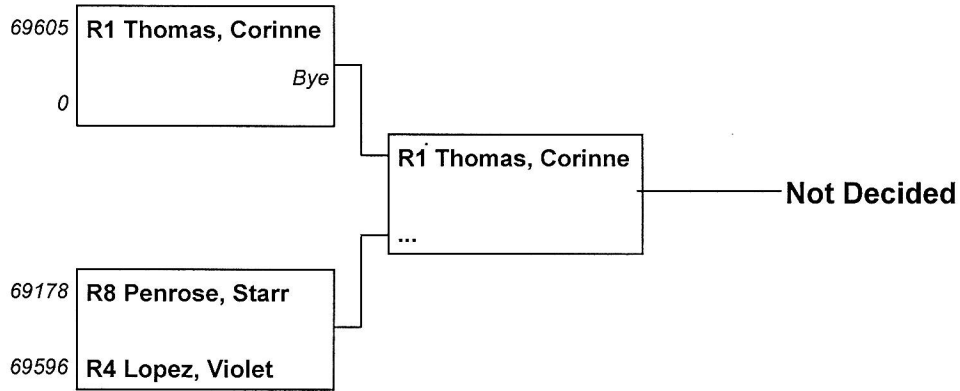 69605 R1 Thomas, Corinne
Bye
0
R1 Thomas, Corinne
Not Decided
...
69178 R8 Penrose, Starr
69596 R4 Lopez, Violet